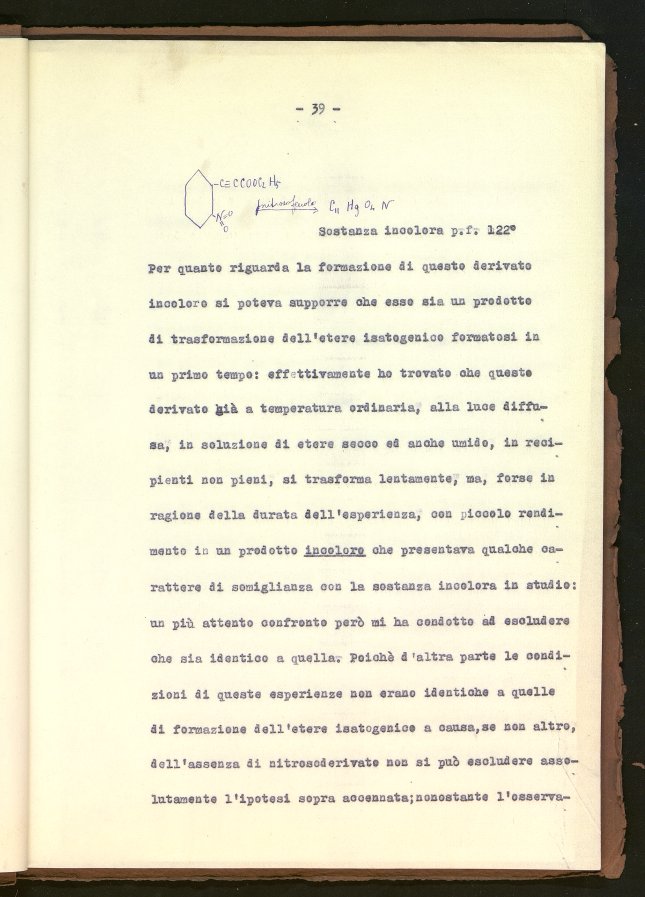 - 39 -
-C≡CCOOC₂H₅
N=O
O
C₁₁ H₉ O₄ N
Sostanza incolora p.f. 122°
Per quanto riguarda la formazione di questo derivato
incoloro si poteva supporre che esso sia un prodotto
di trasformazione dell'etere isatogenico formatosi in
un primo tempo: effettivamente ho trovato che questo
derivato già a temperatura ordinaria, alla luce diffu-
sa, in soluzione di etere secco ed anche umido, in reci-
pienti non pieni, si trasforma lentamente, ma, forse in
ragione della durata dell'esperienza, con piccolo rendi-
mento in un prodotto incoloro che presentava qualche ca-
rattere di somiglianza con la sostanza incolora in studio:
un più attento confronto però mi ha condotto ad escludere
che sia identico a quella. Poichè d'altra parte le condi-
zioni di queste esperienze non erano identiche a quelle
di formazione dell'etere isatogenico a causa,se non altro,
dell'assenza di nitrosoderivato non si può escludere asso-
lutamente l'ipotesi sopra accennata;nonostante l'osserva-